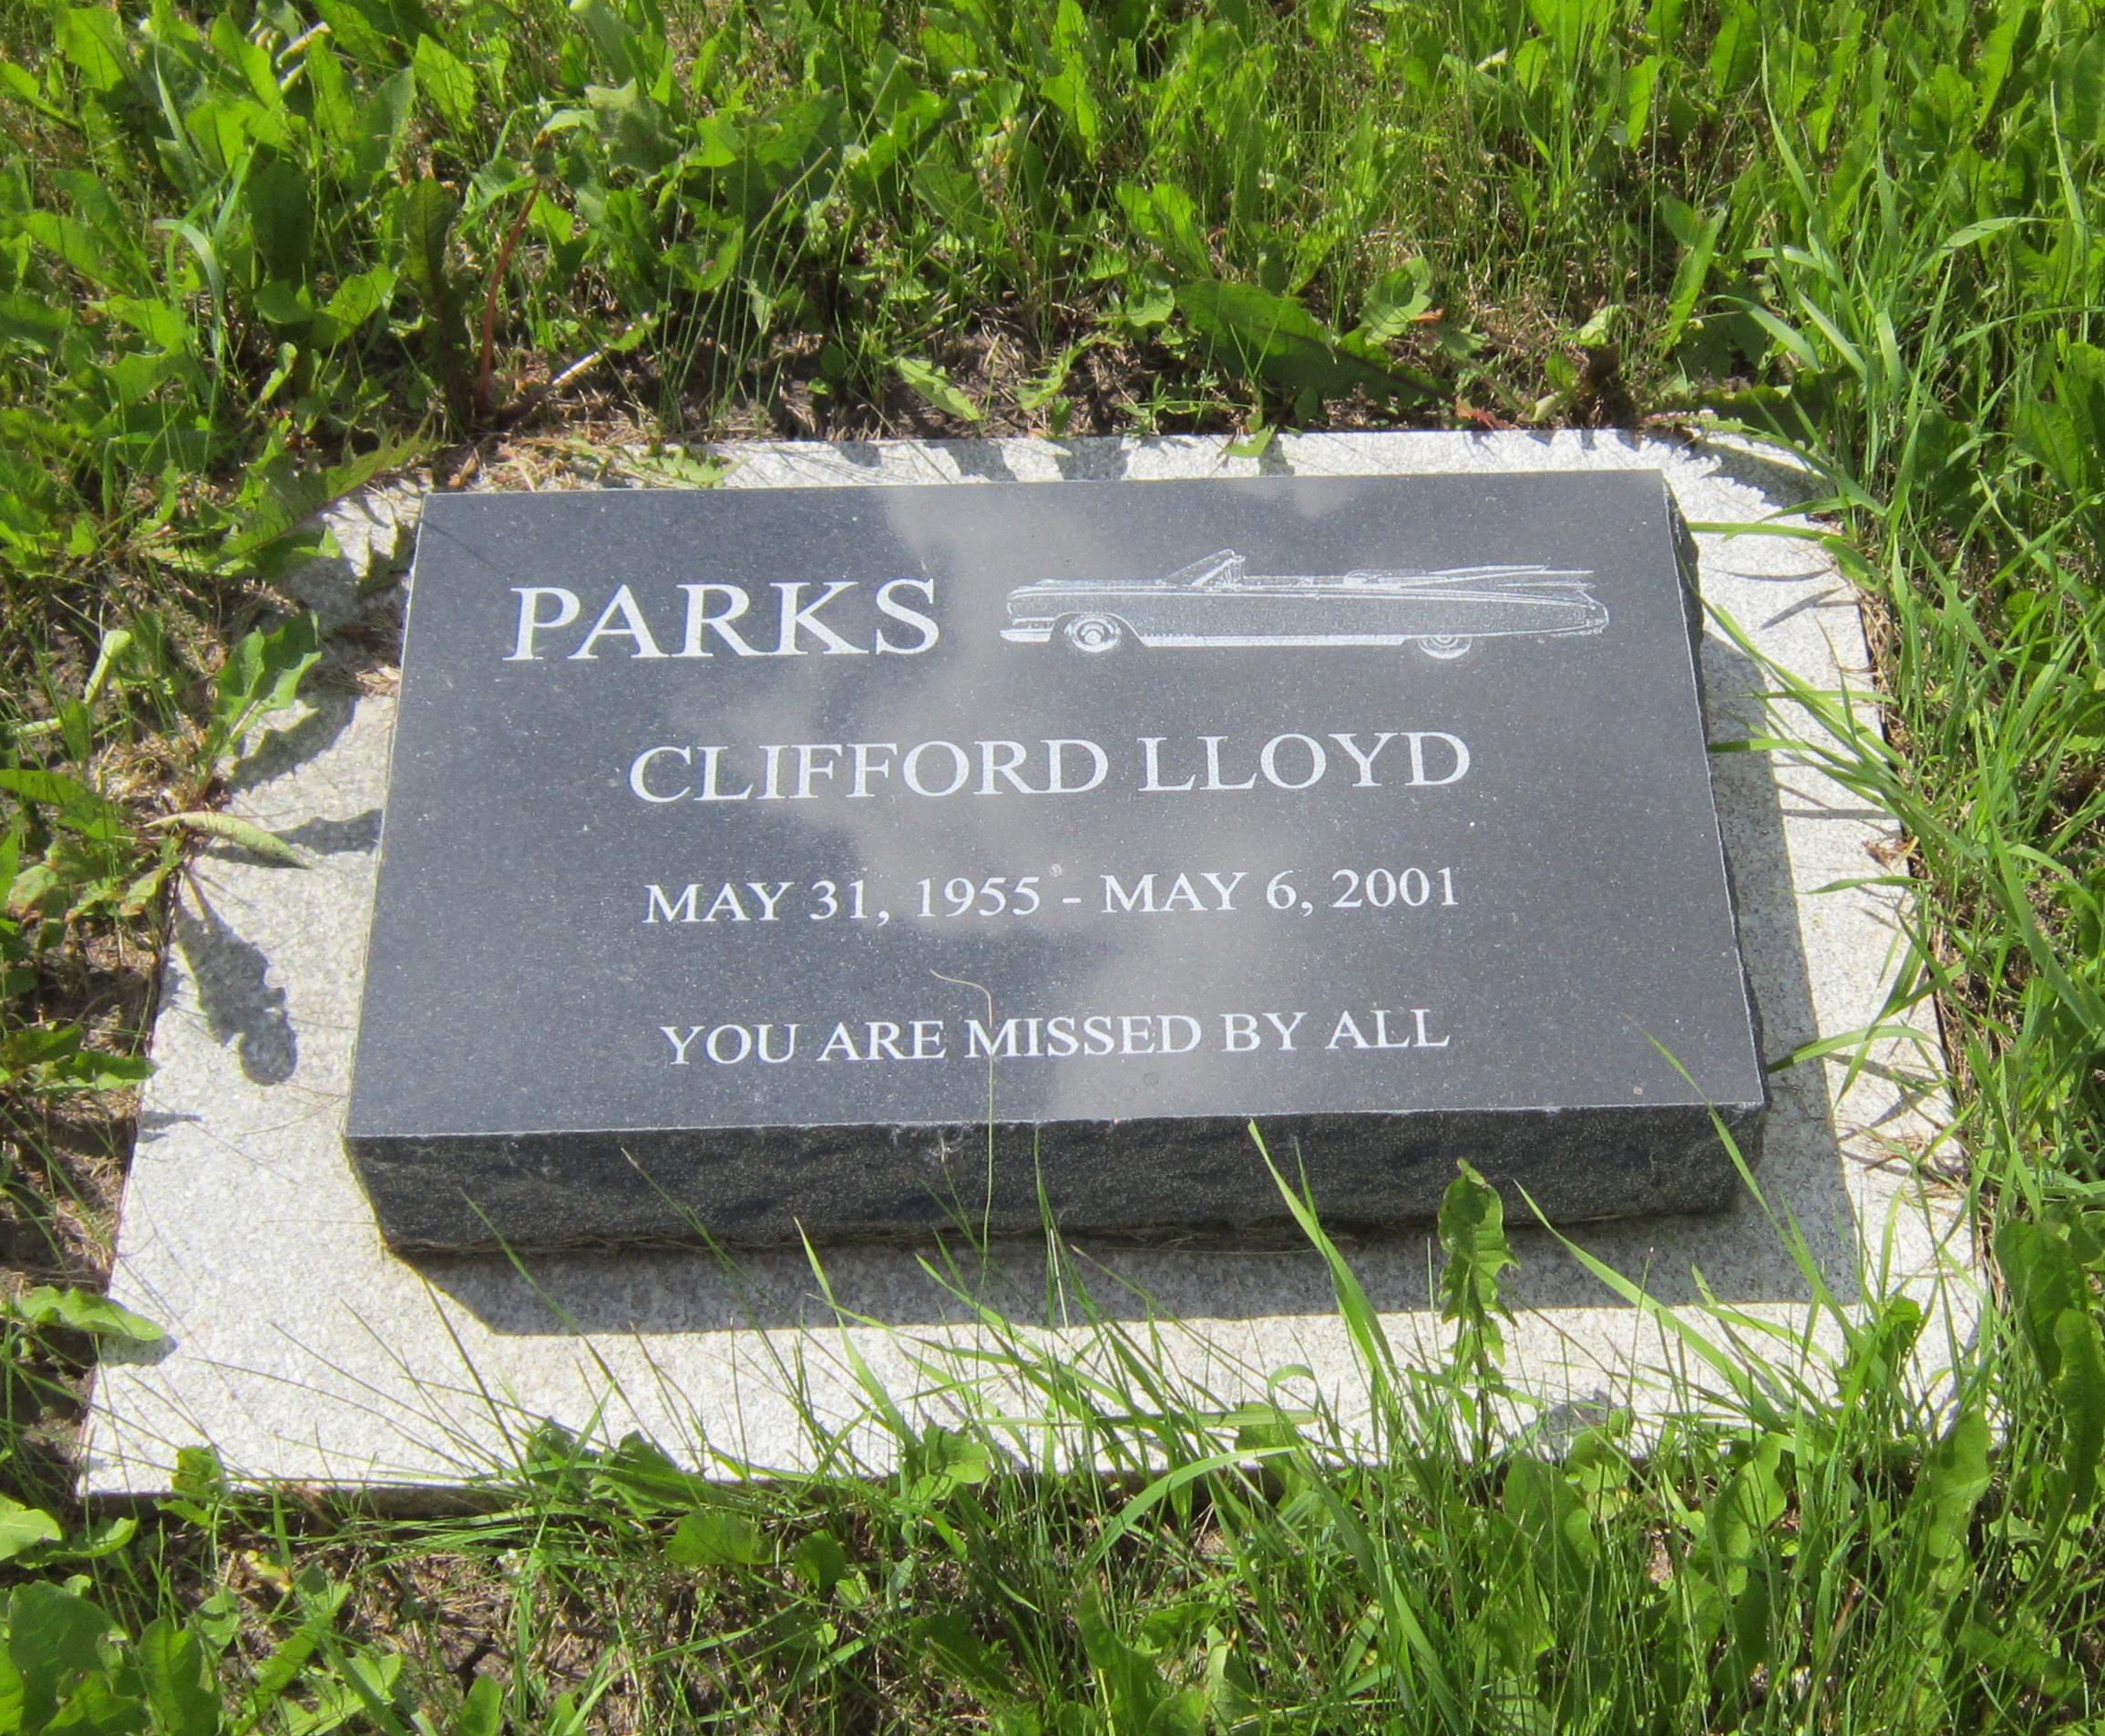 PARKS
CLIFFORD LLOYD
MAY 31, 1955 - MAY 6, 2001
YOU ARE MISSED BY ALL